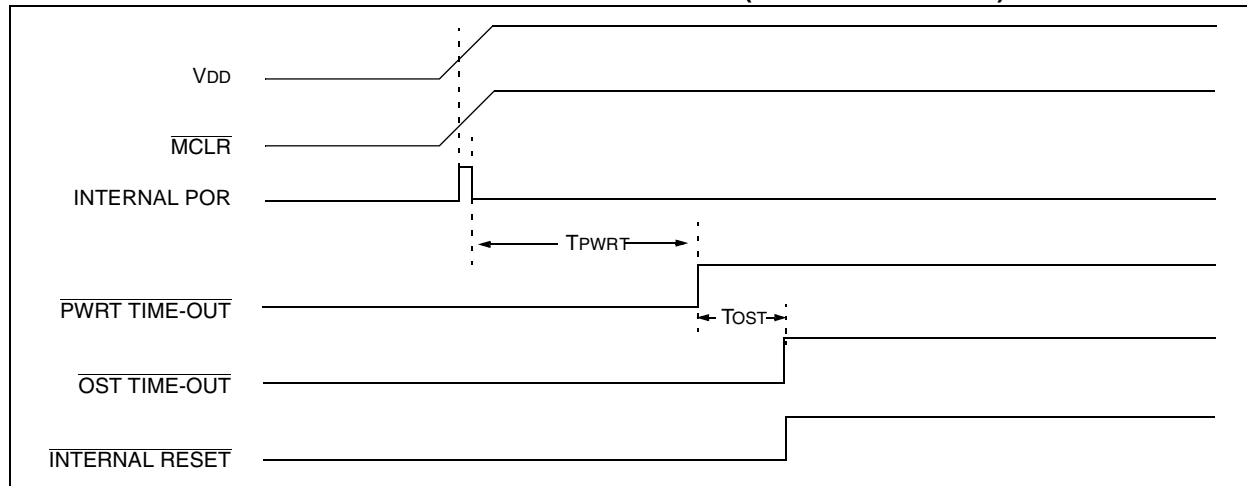 VDD
MCLR
INTERNAL POR
TPWRT
PWRT TIME-OUT
TOST
OST TIME-OUT
INTERNAL RESET